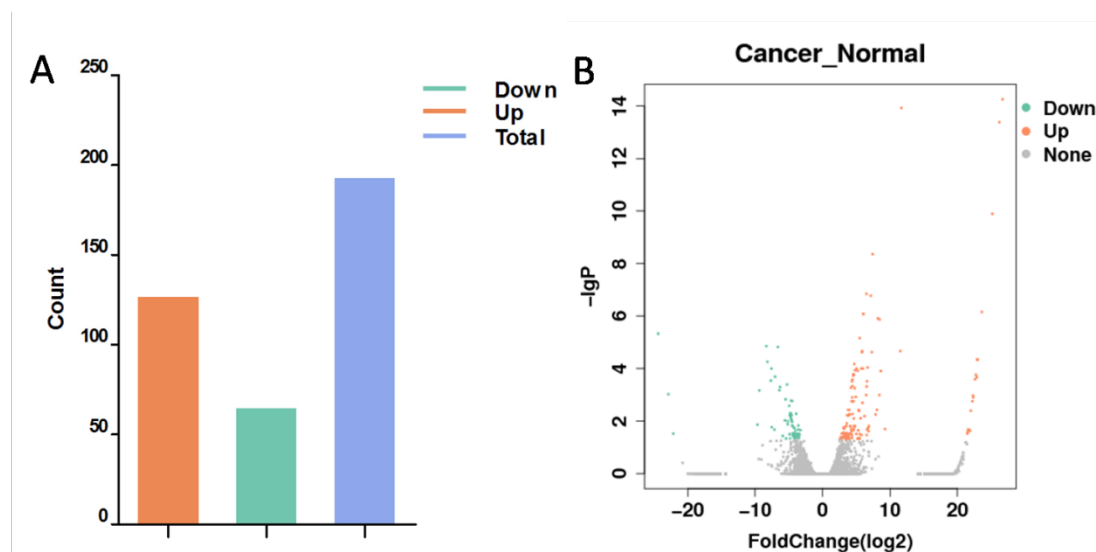 A
250
200
150
100
50
0
Count
Down
Up
Total
B
Cancer_Normal
14
12
10
8
6
4
2
0
-lgP
−20
−10
0
10
20
FoldChange(log2)
Down
Up
None